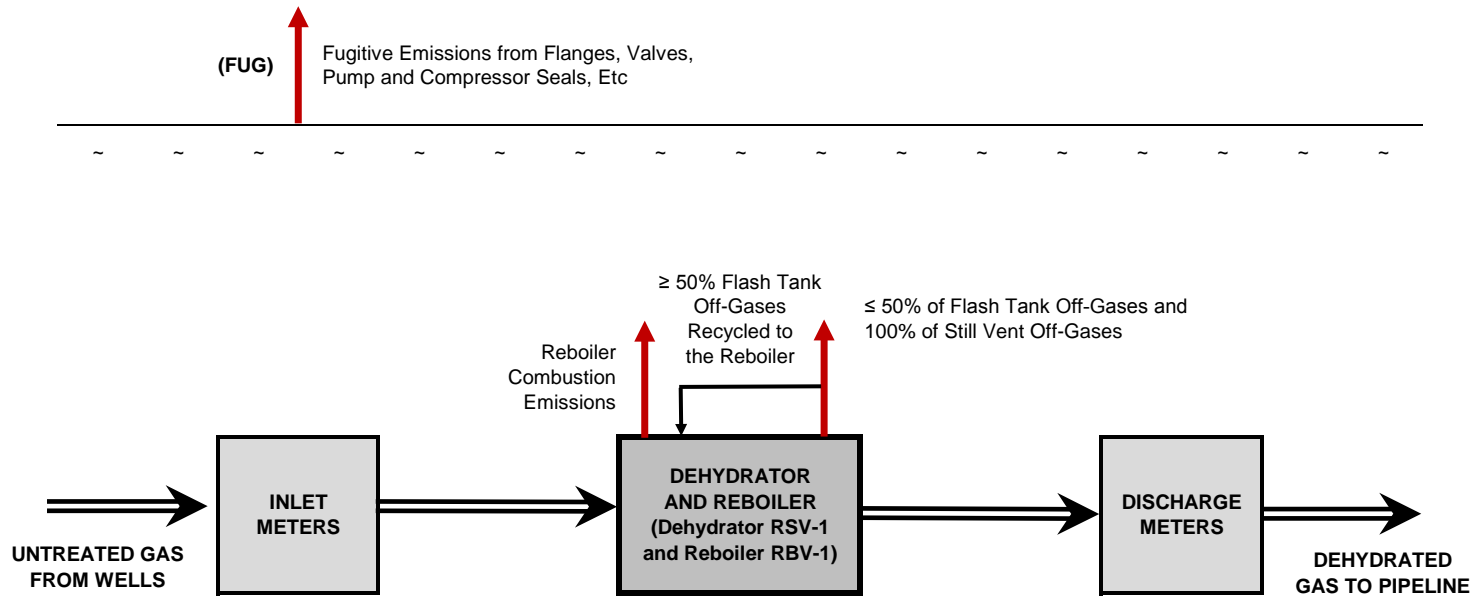 (FUG)
Fugitive Emissions from Flanges, Valves,
Pump and Compressor Seals, Etc
~ ~ ~ ~ ~ ~ ~ ~ ~ ~ ~ ~ ~ ~ ~ ~ ~
≥ 50% Flash Tank
Off-Gases
Recycled to
the Reboiler
≤ 50% of Flash Tank Off-Gases and
100% of Still Vent Off-Gases
Reboiler
Combustion
Emissions
UNTREATED GAS
FROM WELLS
INLET
METERS
DEHYDRATOR
AND REBOILER
(Dehydrator RSV-1
and Reboiler RBV-1)
DISCHARGE
METERS
DEHYDRATED
GAS TO PIPELINE